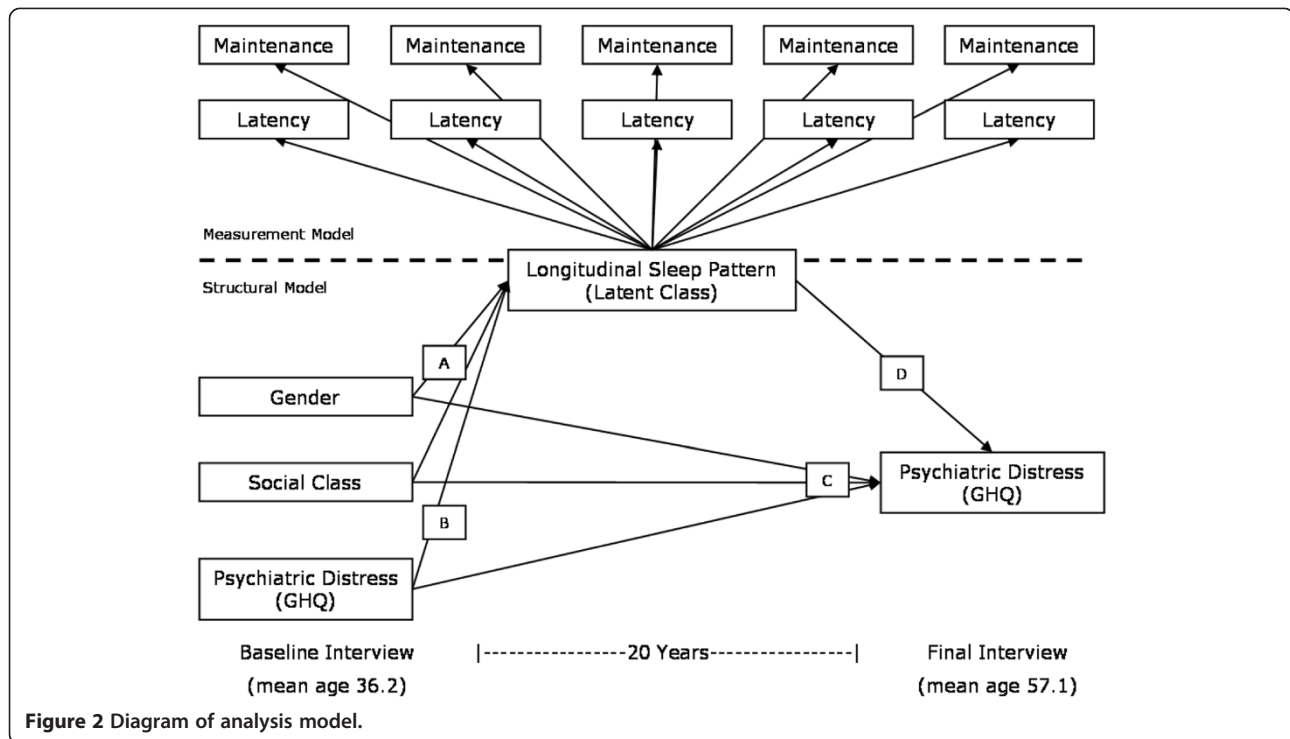 Maintenance Maintenance Maintenance Maintenance Maintenance
Latency Latency Latency Latency Latency
Measurement Model
Longitudinal Sleep Pattern
(Latent Class)
Structural Model
A
D
Gender
Psychiatric Distress
(GHQ)
Social Class
C
B
Psychiatric Distress
(GHQ)
Baseline Interview |------------------20 Years------------------| Final Interview
(mean age 36.2) (mean age 57.1)
Figure 2 Diagram of analysis model.